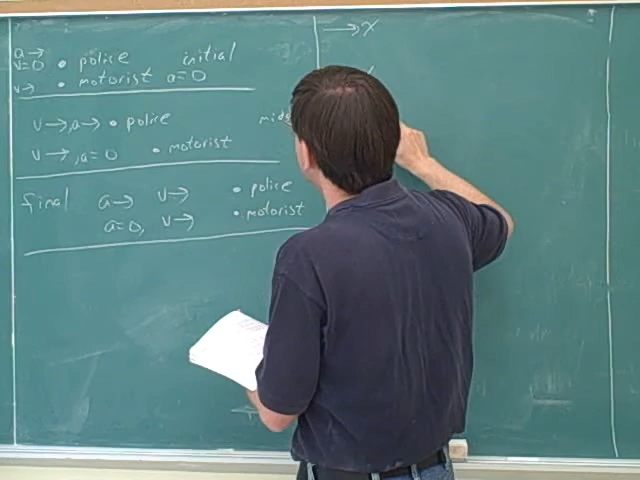 a→
v=0 • police initial
v→ • motorist a=0
v→, a→ • police
v→, a=0 • motorist
final a→ v→ • police
a=0, v→ • motorist
→x